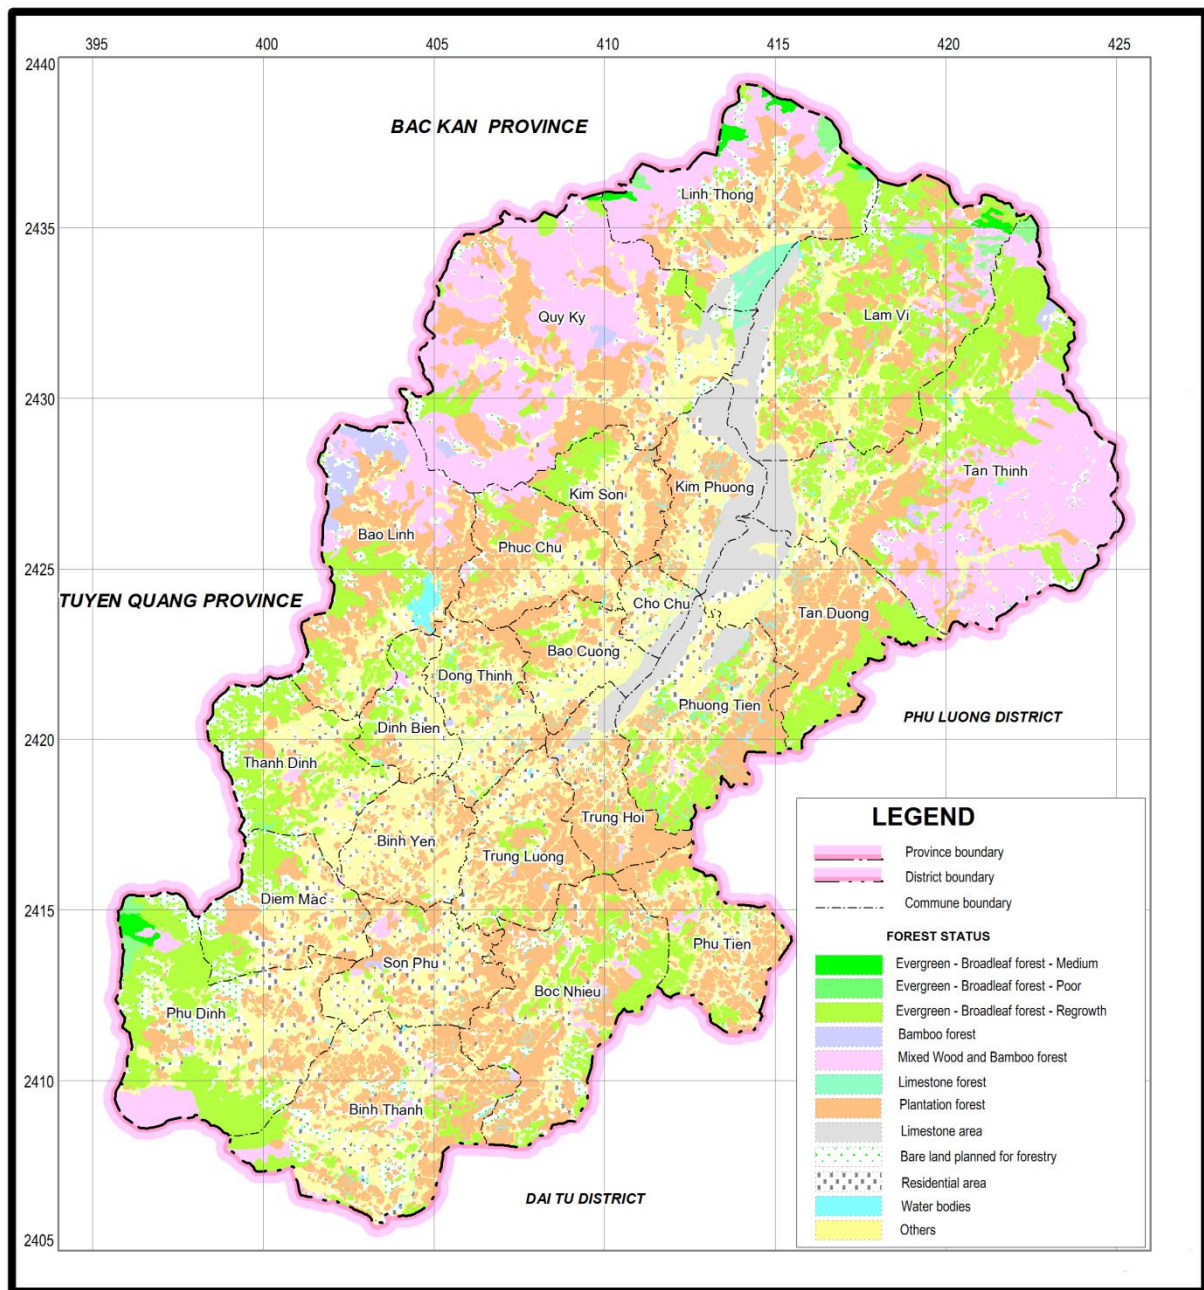 395 400 405 410 415 420 425
2440
BAC KAN PROVINCE
Linh Thong
2435
Quy Ky
Lam Vi
2430
Tan Thinh
Kim Son
Kim Phuong
Bao Linh
Phuc Chu
2425
TUYEN QUANG PROVINCE
Cho Chu
Tan Duong
Bao Cuong
Dong Thinh
Phuong Tien
PHU LUONG DISTRICT
Dinh Bien
2420
Thanh Dinh
Trung Hoi
Binh Yen
Trung Luong
Diem Mac
2415
Phu Tien
Son Phu
Boc Nhieu
Phu Dinh
2410
Binh Thanh
DAI TU DISTRICT
2405
LEGEND
Province boundary
District boundary
Commune boundary
FOREST STATUS
Evergreen - Broadleaf forest - Medium
Evergreen - Broadleaf forest - Poor
Evergreen - Broadleaf forest - Regrowth
Bamboo forest
Mixed Wood and Bamboo forest
Limestone forest
Plantation forest
Limestone area
Bare land planned for forestry
Residential area
Water bodies
Others